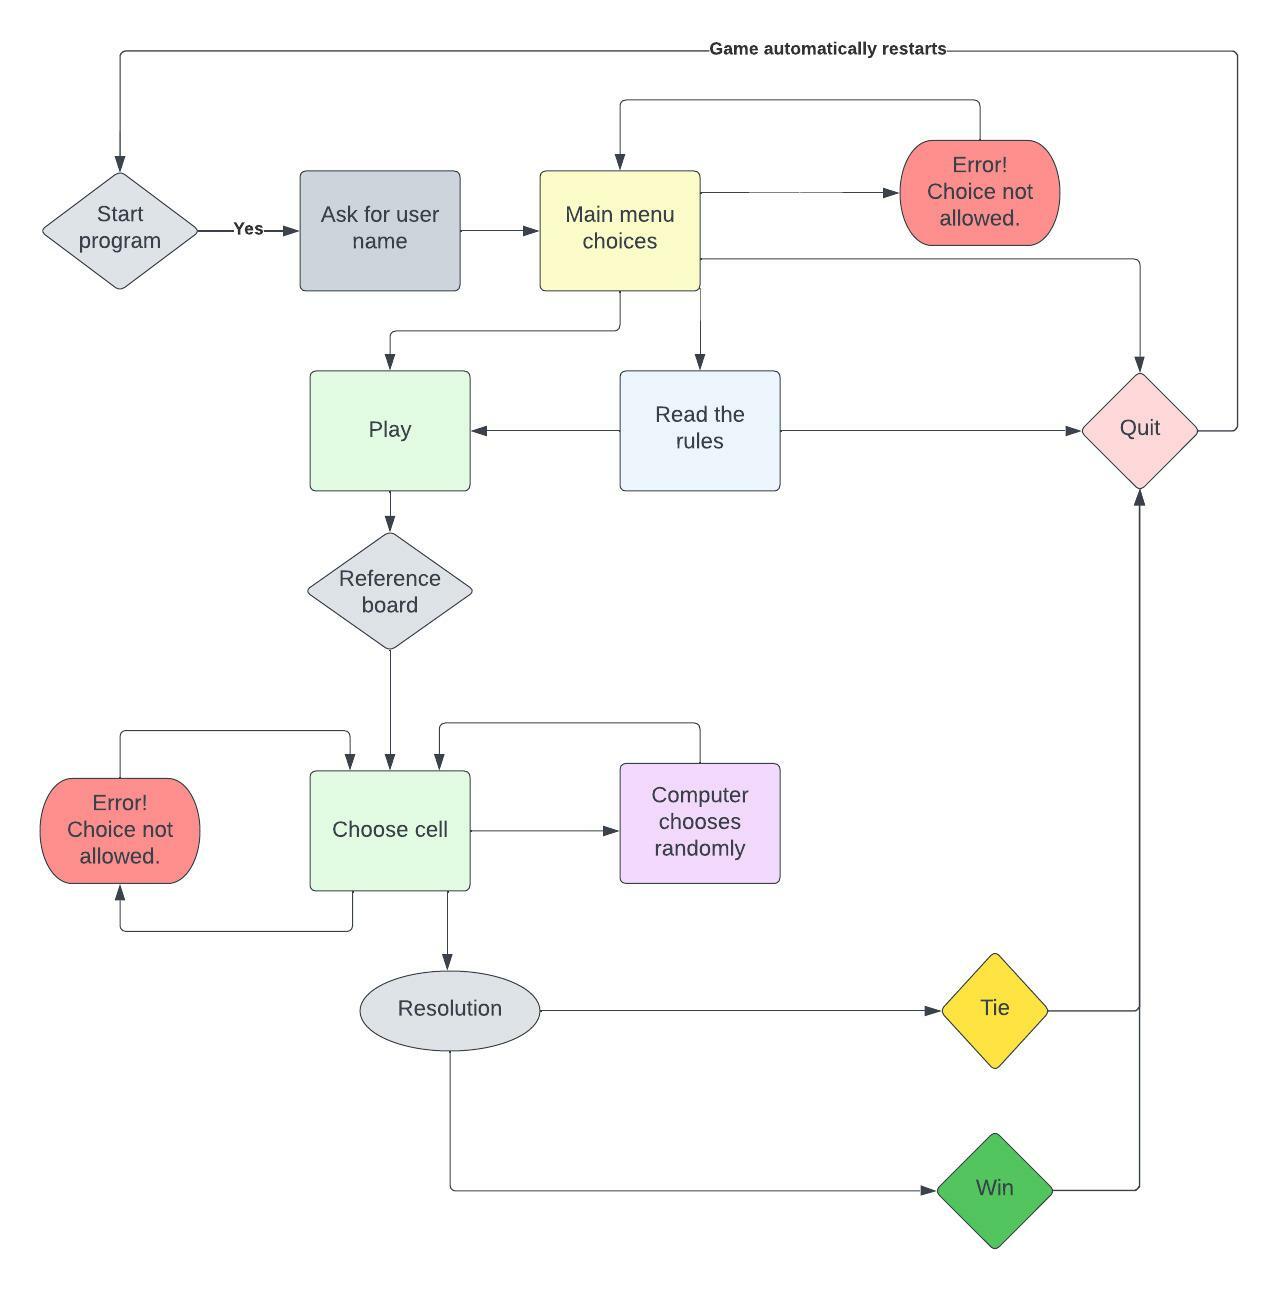 Game automatically restarts
Error!
Choice not
allowed.
Start
program
Yes
Ask for user
name
Main menu
choices
Play
Read the
rules
Quit
Reference
board
Error!
Choice not
allowed.
Choose cell
Computer
chooses
randomly
Resolution
Tie
Win